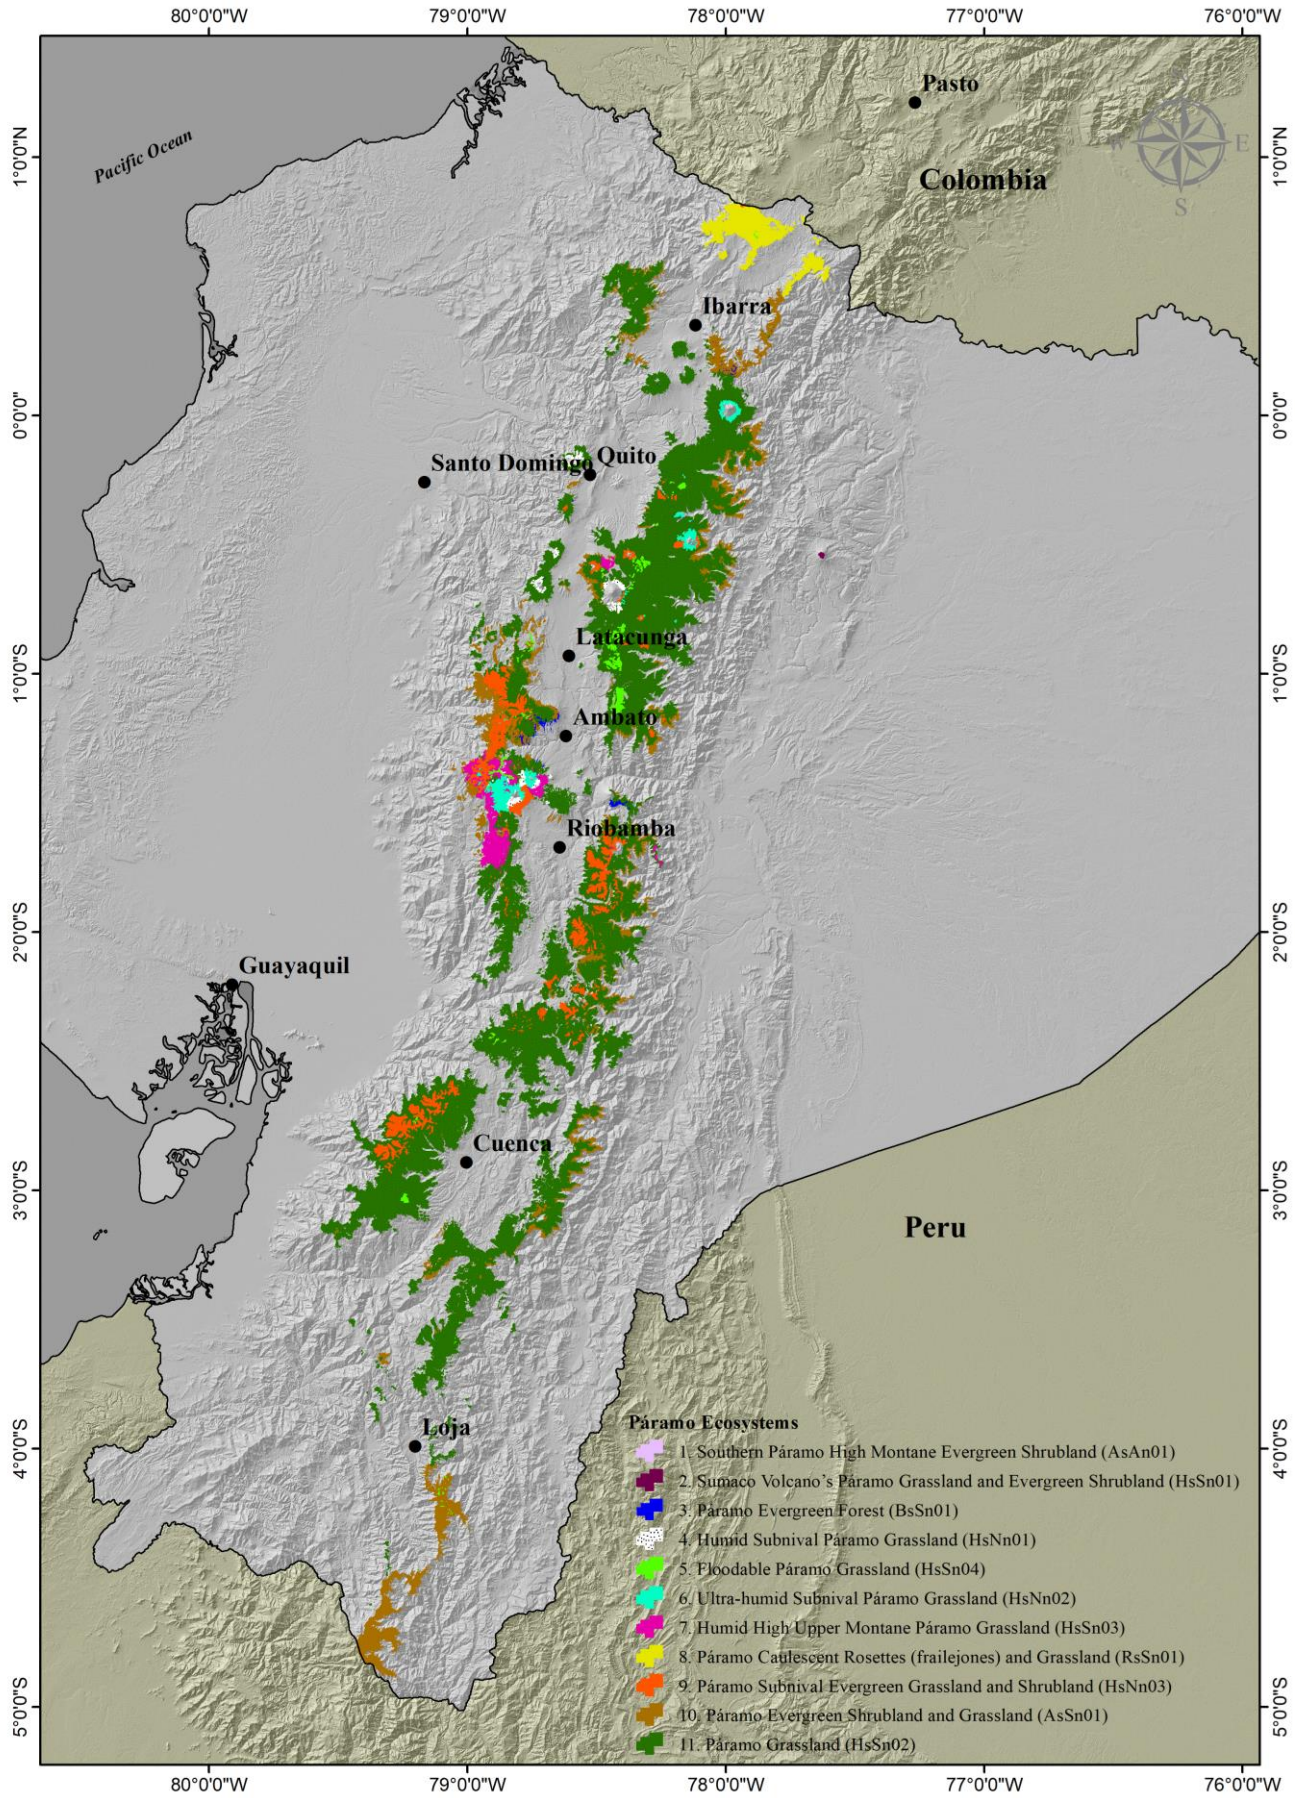 80°0'0"W 79°0'0"W 78°0'0"W 77°0'0"W 76°0'0"W
Pasto
Pacific Ocean
1°0'0"N
1°0'0"N
W E
S
Colombia
Ibarra
0°0'0"
0°0'0"
Quito
Santo Domingo
Latacunga
1°0'0"S
1°0'0"S
Ambato
Riobamba
2°0'0"S
2°0'0"S
Guayaquil
Cuenca
3°0'0"S
3°0'0"S
Peru
Loja
4°0'0"S
4°0'0"S
Páramo Ecosystems
1. Southern Páramo High Montane Evergreen Shrubland (AsAn01)
2. Sumaco Volcano's Páramo Grassland and Evergreen Shrubland (HsSn01)
3. Páramo Evergreen Forest (BsSn01)
4. Humid Subnival Páramo Grassland (HsNn01)
5. Floodable Páramo Grassland (HsSn04)
6. Ultra-humid Subnival Páramo Grassland (HsNn02)
7. Humid High Upper Montane Páramo Grassland (HsSn03)
8. Páramo Caulescent Rosettes (frailejones) and Grassland (RsSn01)
9. Páramo Subnival Evergreen Grassland and Shrubland (HsNn03)
10. Páramo Evergreen Shrubland and Grassland (AsSn01)
11. Páramo Grassland (HsSn02)
5°0'0"S
5°0'0"S
80°0'0"W 79°0'0"W 78°0'0"W 77°0'0"W 76°0'0"W